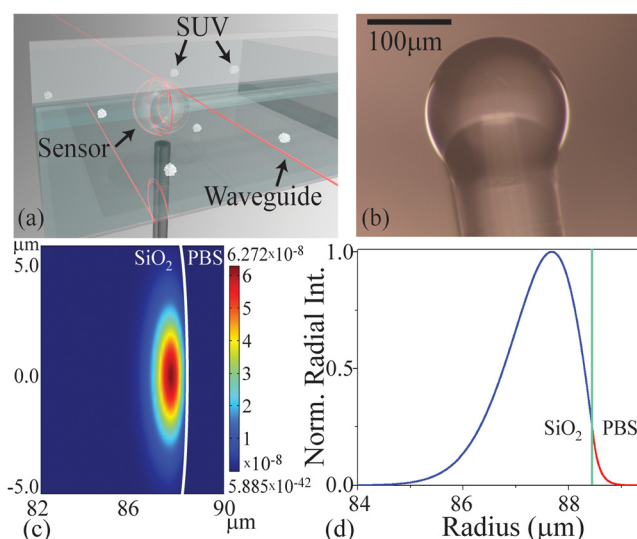 SUV
Sensor
Waveguide
(a)
100μm
(b)
μm
5.0
0.0
-5.0
82
86
90
μm
SiO₂
PBS
6.272x10-8
6
5
4
3
2
1
x10-8
5.885x10-42
(c)
Norm. Radial Int.
1.0
0.5
0
84
86
88
Radius (μm)
SiO₂
PBS
(d)